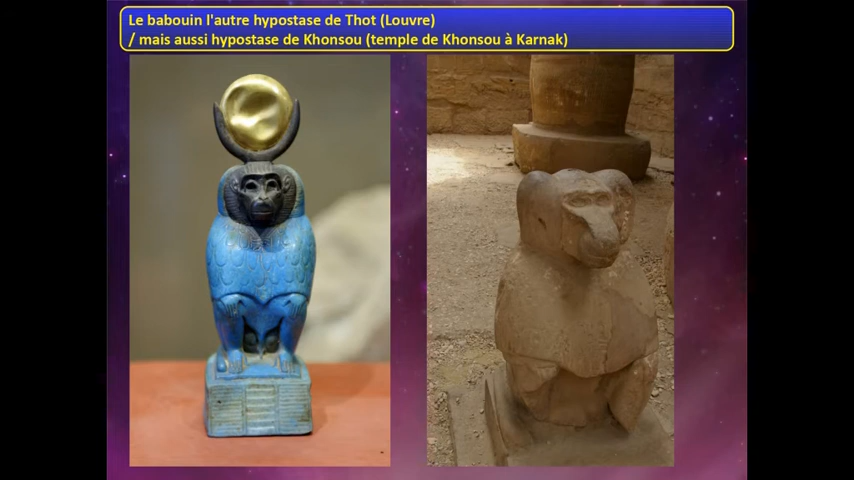 Le babouin l'autre hypostase de Thot (Louvre)
/ mais aussi hypostase de Khonsou (temple de Khonsou à Karnak)